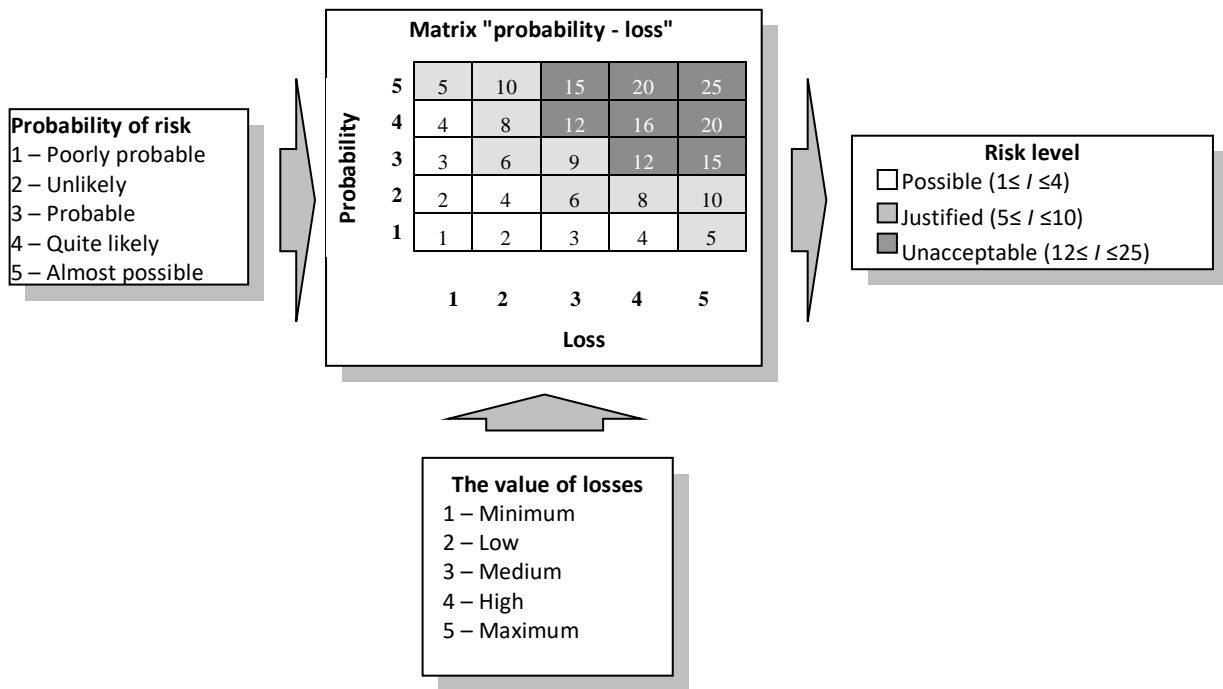 Matrix "probability - loss"
Probability
5 5 10 15 20 25
4 4 8 12 16 20
3 3 6 9 12 15
2 2 4 6 8 10
1 1 2 3 4 5
1 2 3 4 5
Loss
Probability of risk
1 – Poorly probable
2 – Unlikely
3 – Probable
4 – Quite likely
5 – Almost possible
Risk level
Possible (1≤ I ≤4)
Justified (5≤ I ≤10)
Unacceptable (12≤ I ≤25)
The value of losses
1 – Minimum
2 – Low
3 – Medium
4 – High
5 – Maximum